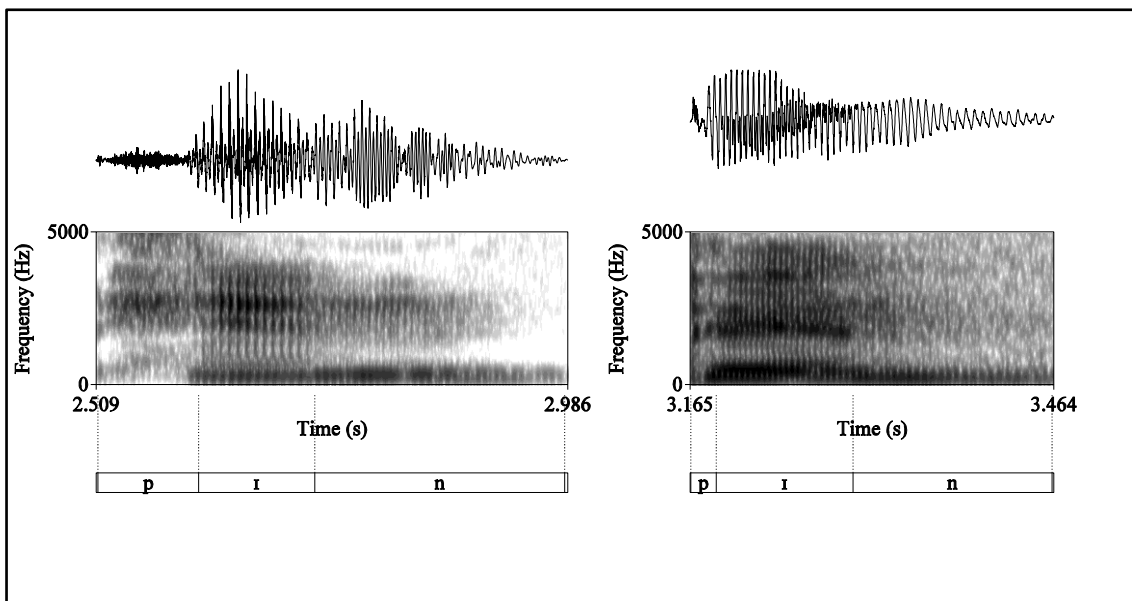 5000
Frequency (Hz)
0
2.509
2.986
Time (s)
p
ɪ
n
5000
Frequency (Hz)
0
3.165
3.464
Time (s)
p
ɪ
n